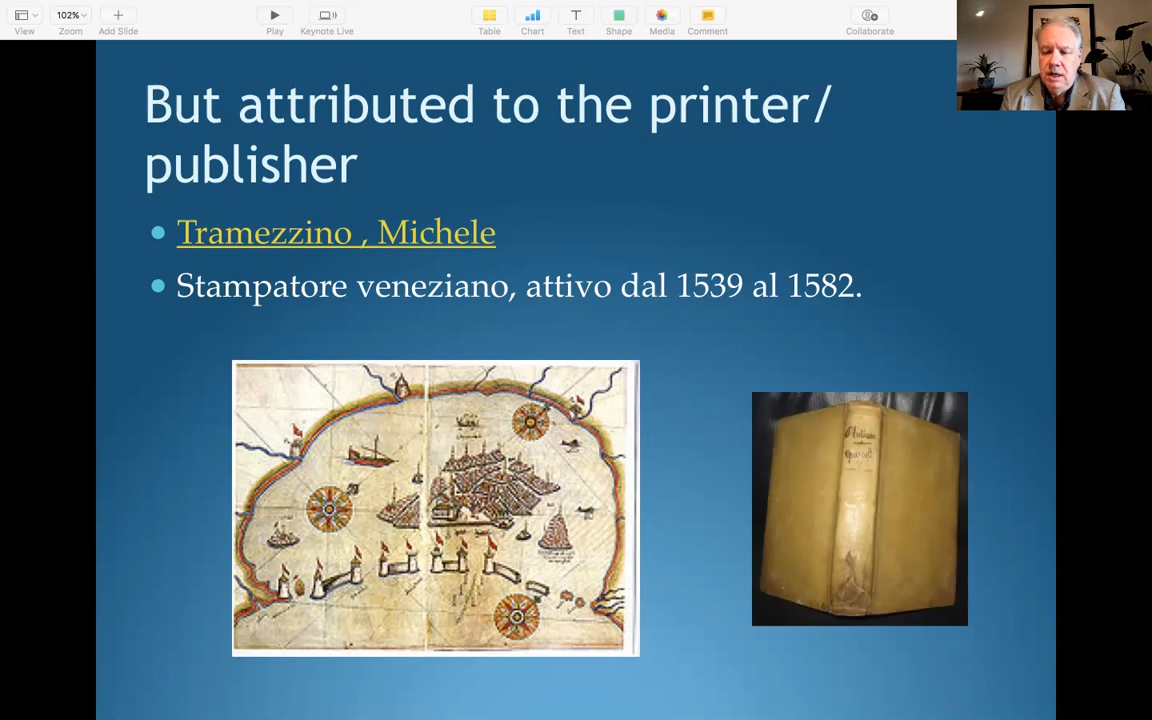 102%
View
Zoom
Add Slide
Play
Keynote Live
Table
Chart
Text
Shape
Media
Comment
Collaborate
But attributed to the printer/
publisher
Tramezzino , Michele
Stampatore veneziano, attivo dal 1539 al 1582.